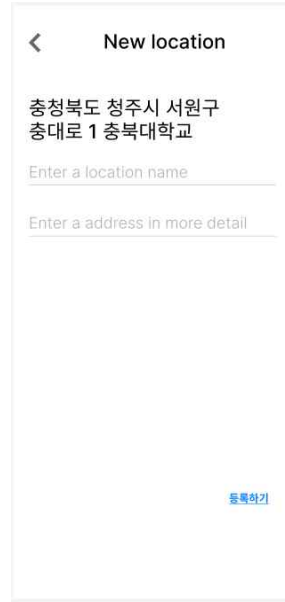 New location
충청북도 청주시 서원구
충대로 1 충북대학교
Enter a location name
Enter a address in more detail
등록하기